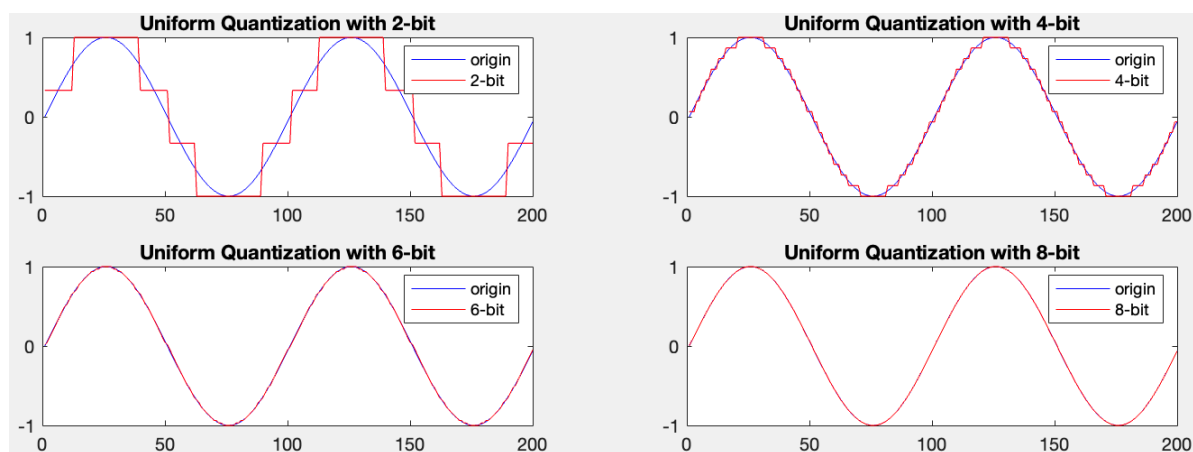 Uniform Quantization with 2-bit
1
0
-1
0 50 100 150 200
origin
2-bit
Uniform Quantization with 4-bit
1
0
-1
0 50 100 150 200
origin
4-bit
Uniform Quantization with 6-bit
1
0
-1
0 50 100 150 200
origin
6-bit
Uniform Quantization with 8-bit
1
0
-1
0 50 100 150 200
origin
8-bit